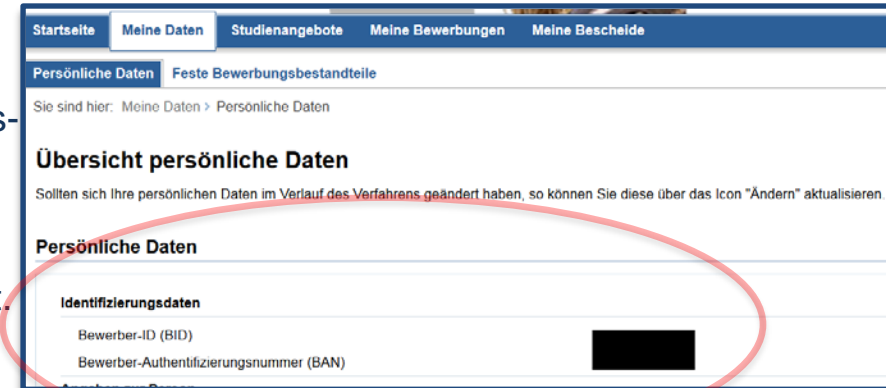 Startseite Meine Daten Studienangebote Meine Bewerbungen Meine Bescheide
Persönliche Daten Feste Bewerbungsbestandteile
Sie sind hier: Meine Daten > Persönliche Daten
s-
Übersicht persönliche Daten
Sollten sich Ihre persönlichen Daten im Verlauf des Verfahrens geändert haben, so können Sie diese über das Icon "Ändern" aktualisieren.
Persönliche Daten
Identifizierungsdaten
Bewerber-ID (BID)
Bewerber-Authentifizierungsnummer (BAN)